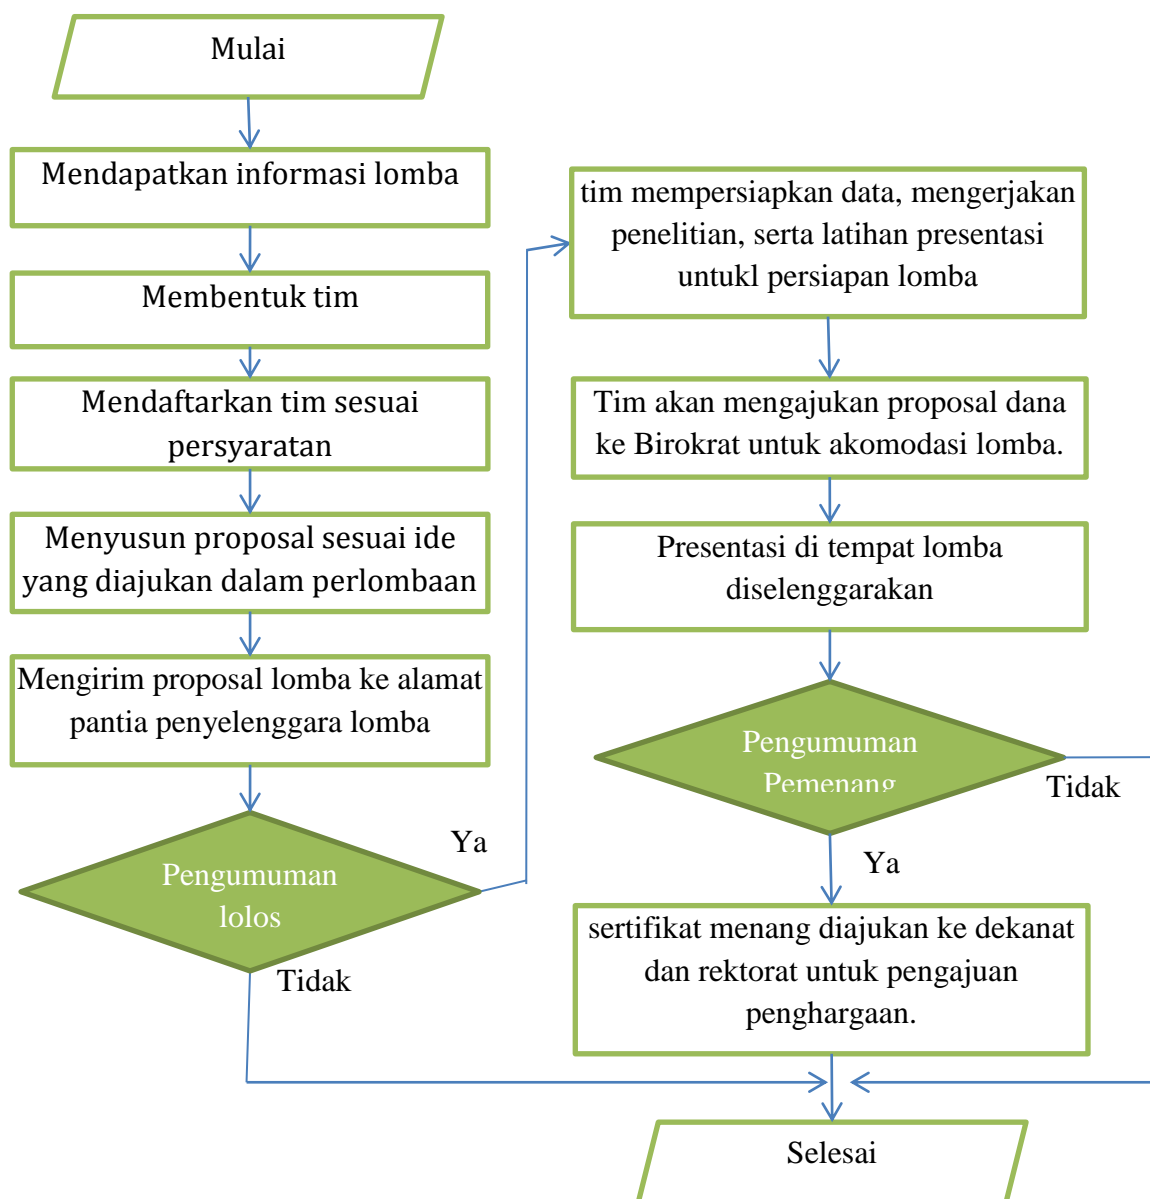 Mulai
Mendapatkan informasi lomba
Membentuk tim
Mendaftarkan tim sesuai
persyaratan
Menyusun proposal sesuai ide
yang diajukan dalam perlombaan
Mengirim proposal lomba ke alamat
pantia penyelenggara lomba
Pengumuman
lolos
Ya
Tidak
tim mempersiapkan data, mengerjakan
penelitian, serta latihan presentasi
untukl persiapan lomba
Tim akan mengajukan proposal dana
ke Birokrat untuk akomodasi lomba.
Presentasi di tempat lomba
diselenggarakan
Pengumuman
Pemenang
Tidak
Ya
sertifikat menang diajukan ke dekanat
dan rektorat untuk pengajuan
penghargaan.
Selesai